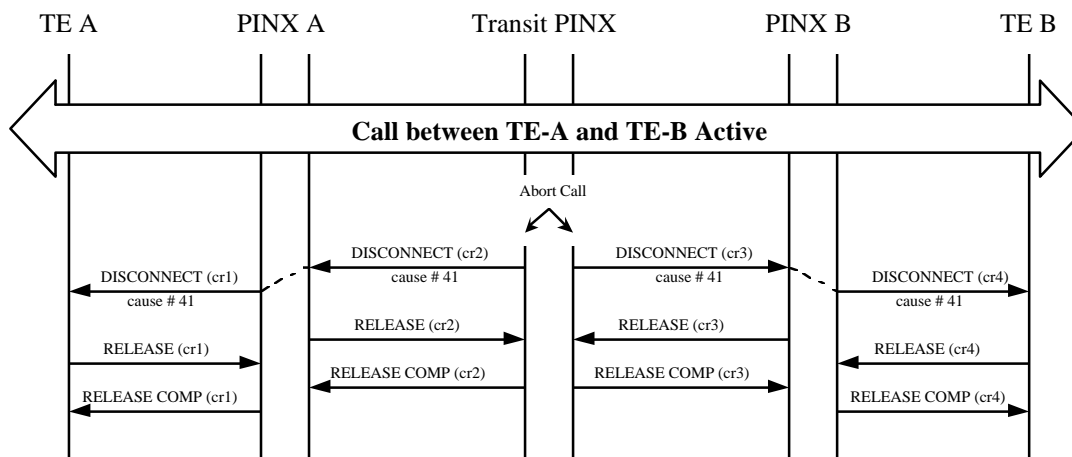 TE A PINX A Transit PINX PINX B TE B
Call between TE-A and TE-B Active
Abort Call
DISCONNECT (cr2) DISCONNECT (cr3)
cause # 41 cause # 41
DISCONNECT (cr1) DISCONNECT (cr4)
cause # 41 cause # 41
RELEASE (cr2) RELEASE (cr3)
RELEASE (cr1) RELEASE (cr4)
RELEASE COMP (cr2) RELEASE COMP (cr3)
RELEASE COMP (cr1) RELEASE COMP (cr4)